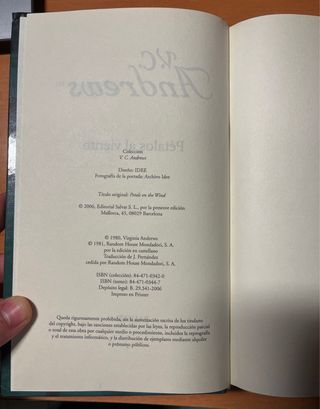 V.C.
Andrews
Pétalos al viento
Colección
V. C. Andrews
Diseño: IDEE
Fotografía de la portada: Archivo Idee
Título original: Petals on the Wind
© 2006, Editorial Salvat S. L., por la presente edición
Mallorca, 45, 08029 Barcelona
© 1980, Virginia Andrews
© 1981, Random House Mondadori, S. A.
por la edición en castellano
Traducción de J. Fernández
cedida por Random House Mondadori, S. A.
ISBN (colección): 84-471-0342-0
ISBN (tomo): 84-471-0344-7
Depósito legal: B. 29.341-2006
Impreso en Printer
Queda rigurosamente prohibida, sin la autorización escrita de los titulares
del copyright, bajo las sanciones establecidas por las leyes, la reproducción parcial
o total de esta obra por cualquier medio o procedimiento, incluidos la reprografía
y el tratamiento informático, y la distribución de ejemplares mediante alquiler
o préstamo públicos.